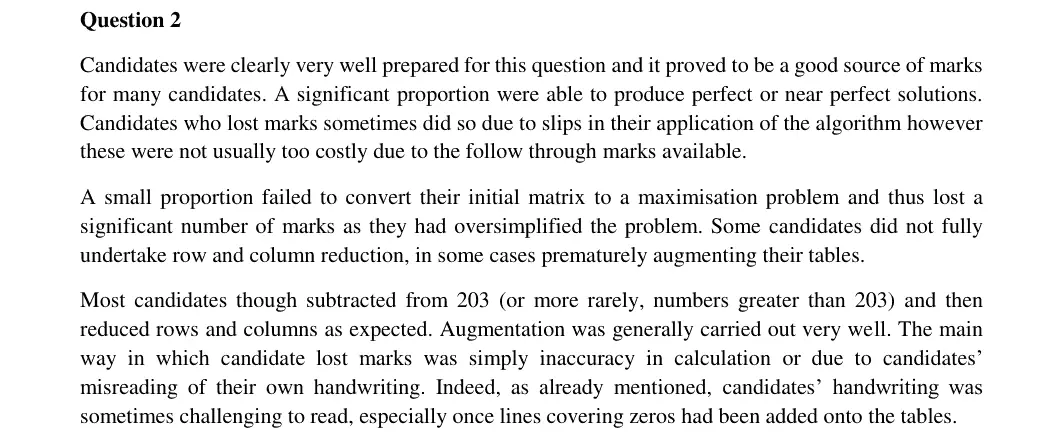 Question 2
Candidates were clearly very well prepared for this question and it proved to be a good source of marks
for many candidates. A significant proportion were able to produce perfect or near perfect solutions.
Candidates who lost marks sometimes did so due to slips in their application of the algorithm however
these were not usually too costly due to the follow through marks available.
A small proportion failed to convert their initial matrix to a maximisation problem and thus lost a
significant number of marks as they had oversimplified the problem. Some candidates did not fully
undertake row and column reduction, in some cases prematurely augmenting their tables.
Most candidates though subtracted from 203 (or more rarely, numbers greater than 203) and then
reduced rows and columns as expected. Augmentation was generally carried out very well. The main
way in which candidate lost marks was simply inaccuracy in calculation or due to candidates’
misreading of their own handwriting. Indeed, as already mentioned, candidates’ handwriting was
sometimes challenging to read, especially once lines covering zeros had been added onto the tables.